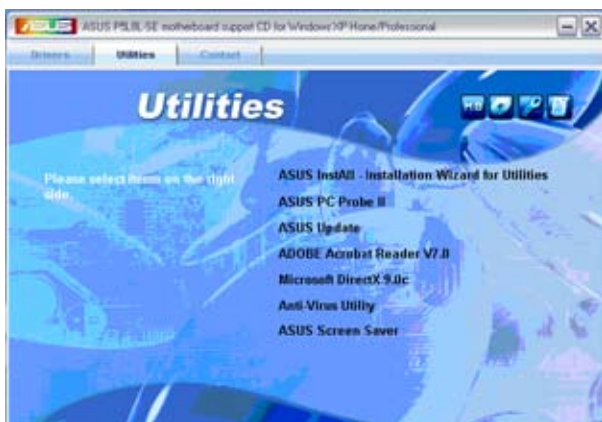 ASUS P5L8L-SE motherboard support CD for Windows XP Home/Professional
Drivers Utilities Contact
Utilities
Please select items on the right
side.
ASUS InstAll - Installation Wizard for Utilities
ASUS PC Probe II
ASUS Update
ADOBE Acrobat Reader V7.0
Microsoft DirectX 9.0c
Anti-Virus Utility
ASUS Screen Saver